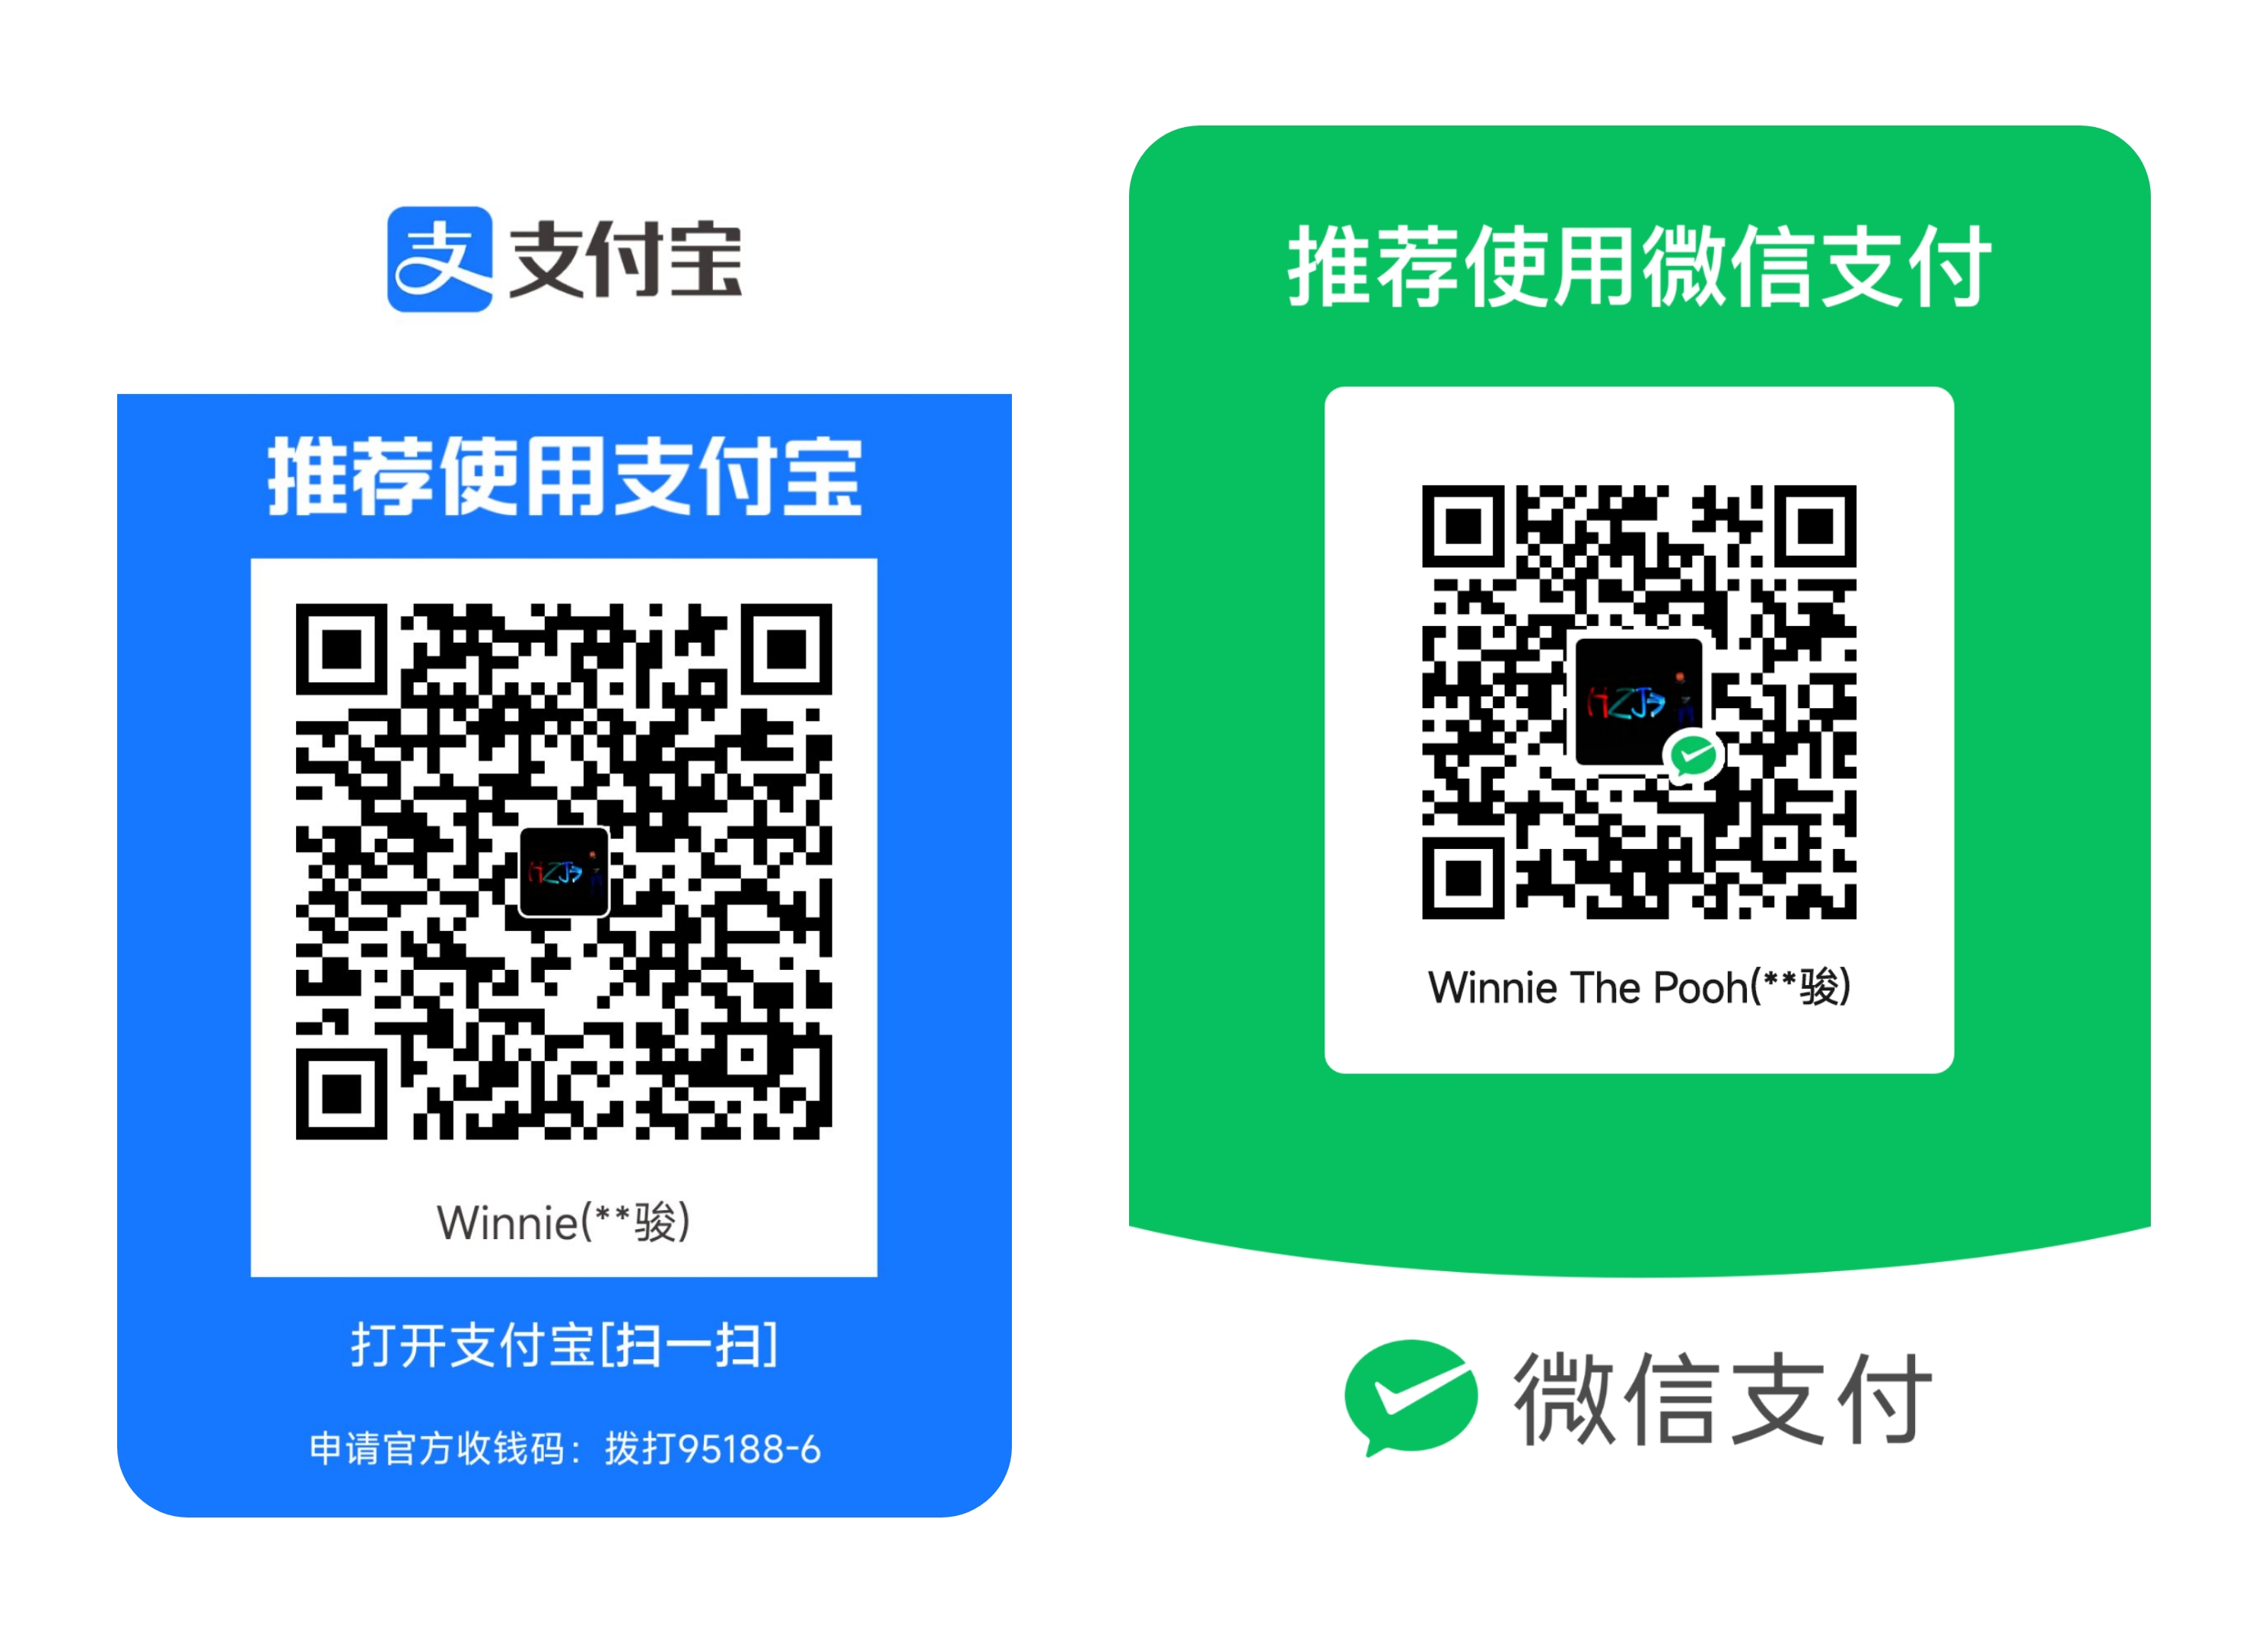 支付宝
推荐使用支付宝
Winnie(**骏)
打开支付宝[扫一扫]
申请官方收钱码：拨打95188-6
推荐使用微信支付
Winnie The Pooh(**骏)
微信支付